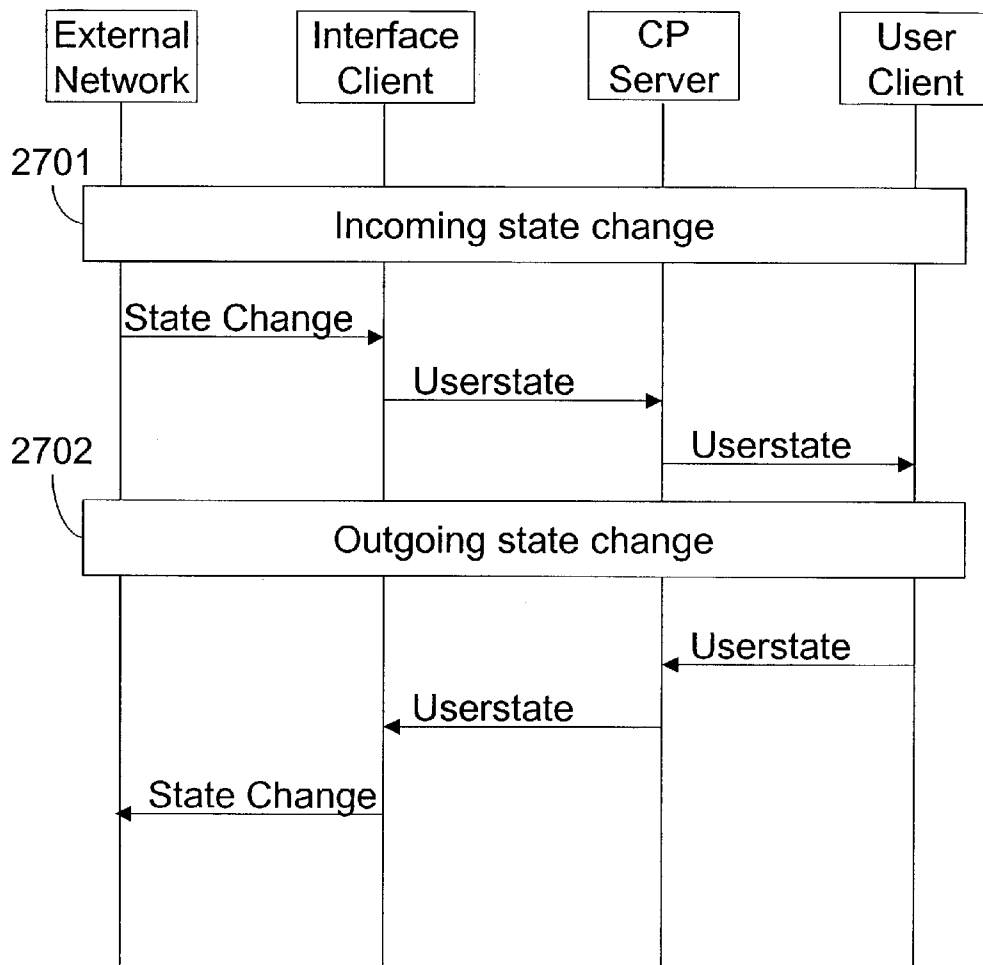 External
Network
Interface
Client
CP
Server
User
Client
2701
Incoming state change
State Change
Userstate
Userstate
2702
Outgoing state change
Userstate
Userstate
State Change